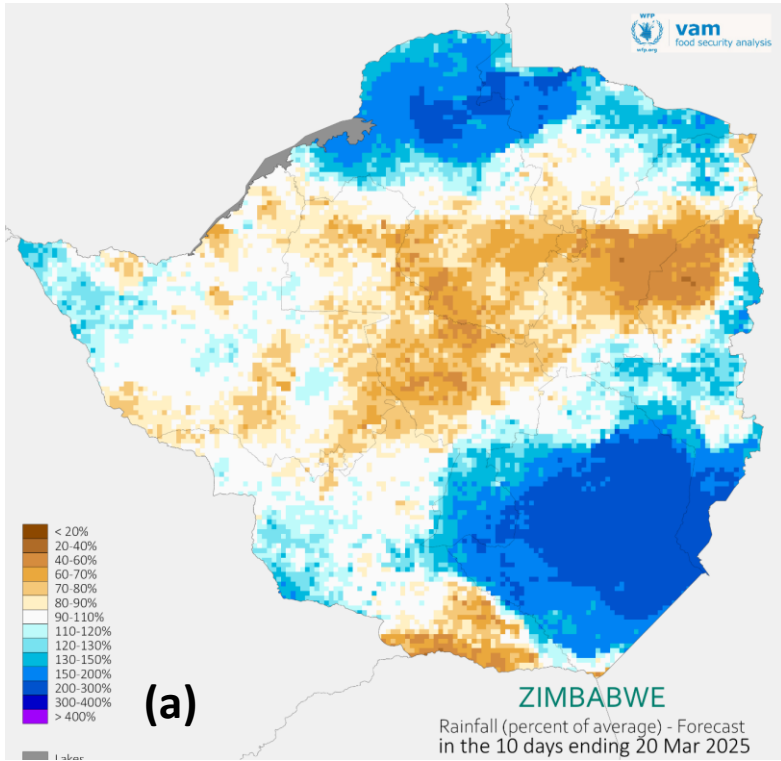 WFP
wfp.org
vam
food security analysis
< 20%
20-40%
40-60%
60-70%
70-80%
80-90%
90-110%
110-120%
120-130%
130-150%
150-200%
200-300%
300-400%
> 400%
Lakes
(a)
ZIMBABWE
Rainfall (percent of average) - Forecast
in the 10 days ending 20 Mar 2025